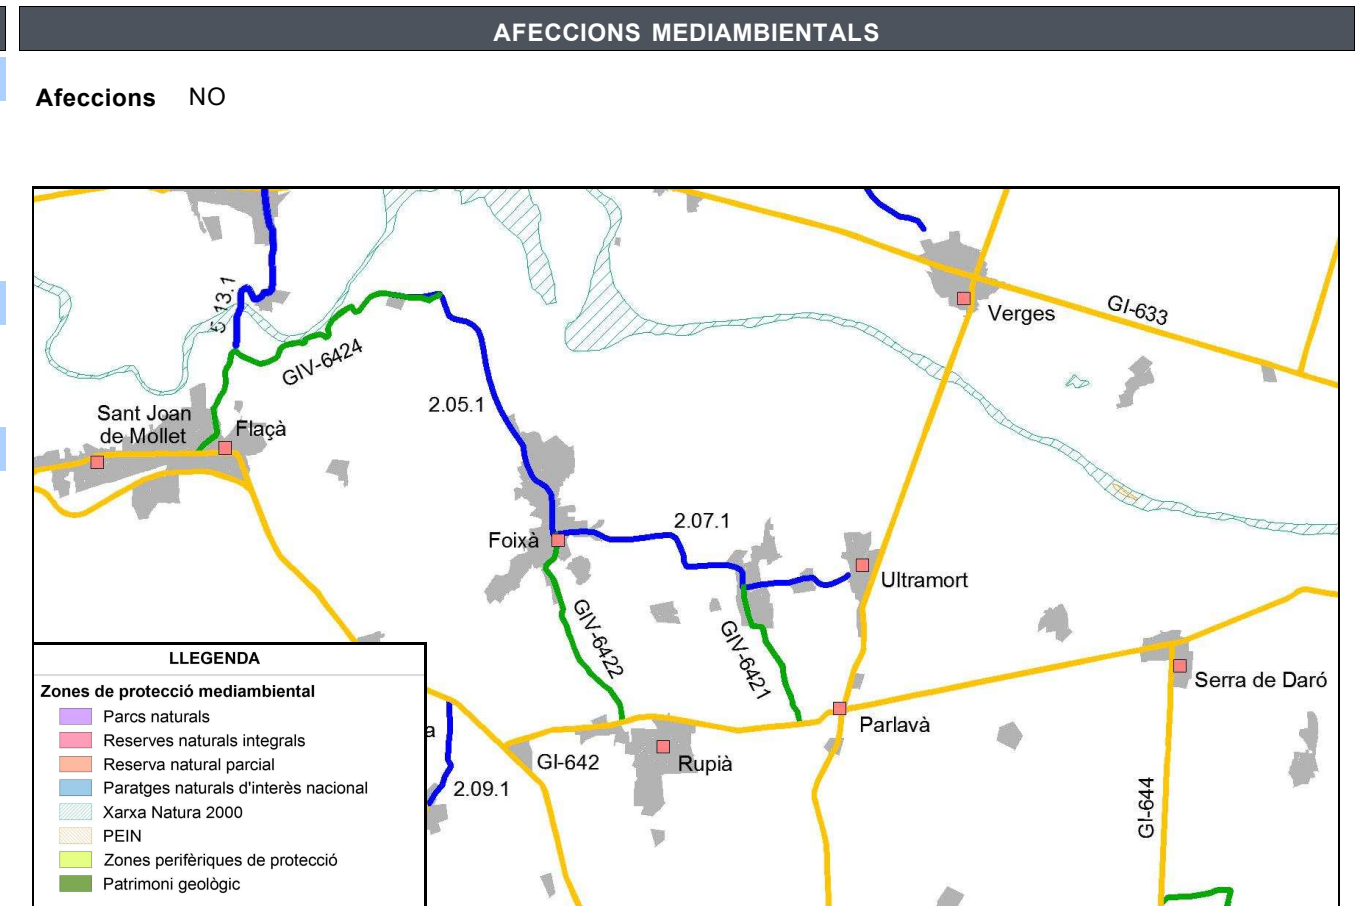 AFECCIONS MEDIAMBIENTALS
Afeccions NO
5.13.1
GIV-6424
Verges
GI-633
Sant Joan
de Mollet
Flaçà
2.05.1
Foixà
2.07.1
Ultramort
GIV-6422
GIV-6421
Serra de Daró
Parlavà
GI-642
Rupià
a
2.09.1
GI-644
LLEGENDA
Zones de protecció mediambiental
Parcs naturals
Reserves naturals integrals
Reserva natural parcial
Paratges naturals d'interès nacional
Xarxa Natura 2000
PEIN
Zones perifèriques de protecció
Patrimoni geològic